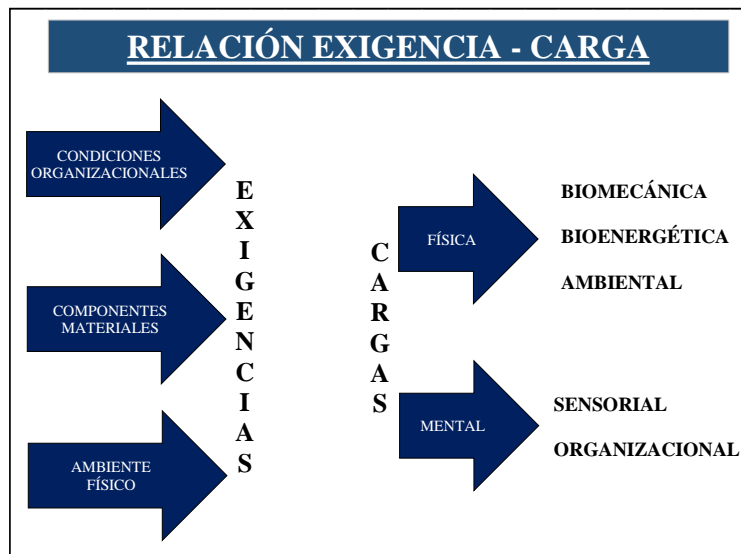 RELACIÓN EXIGENCIA - CARGA
CONDICIONES
ORGANIZACIONALES
COMPONENTES
MATERIALES
AMBIENTE
FÍSICO
EXIGENCIAS
CARGAS
FÍSICA
BIOMECÁNICA
BIOENERGÉTICA
AMBIENTAL
MENTAL
SENSORIAL
ORGANIZACIONAL